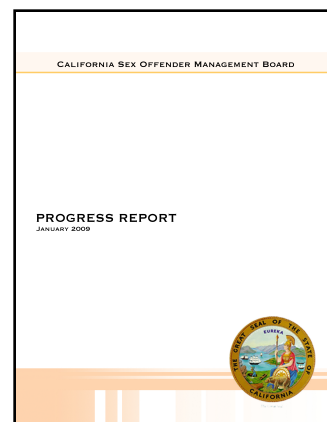 CALIFORNIA SEX OFFENDER MANAGEMENT BOARD
PROGRESS REPORT
JANUARY 2009
THE GREAT SEAL OF THE STATE OF CALIFORNIA
EUREKA